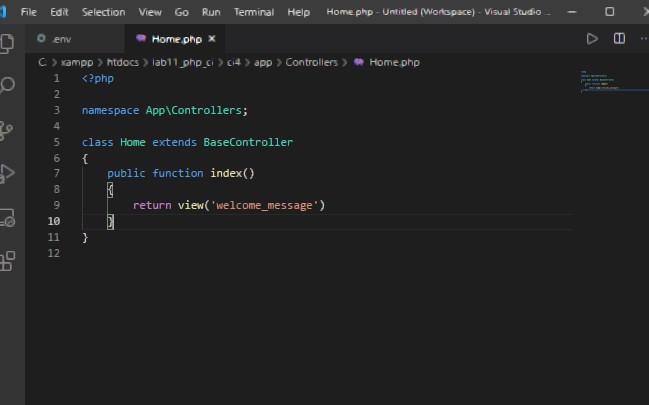 File Edit Selection View Go Run Terminal Help Home.php - Untitled (Workspace) - Visual Studio ...
.env Home.php
C: > xampp > htdocs > lab11_php_ci > ci4 > app > Controllers > Home.php
1 <?php
2
3 namespace App\Controllers;
4
5 class Home extends BaseController
6 {
7 public function index()
8 {
9 return view('welcome_message')
10 }
11 }
12